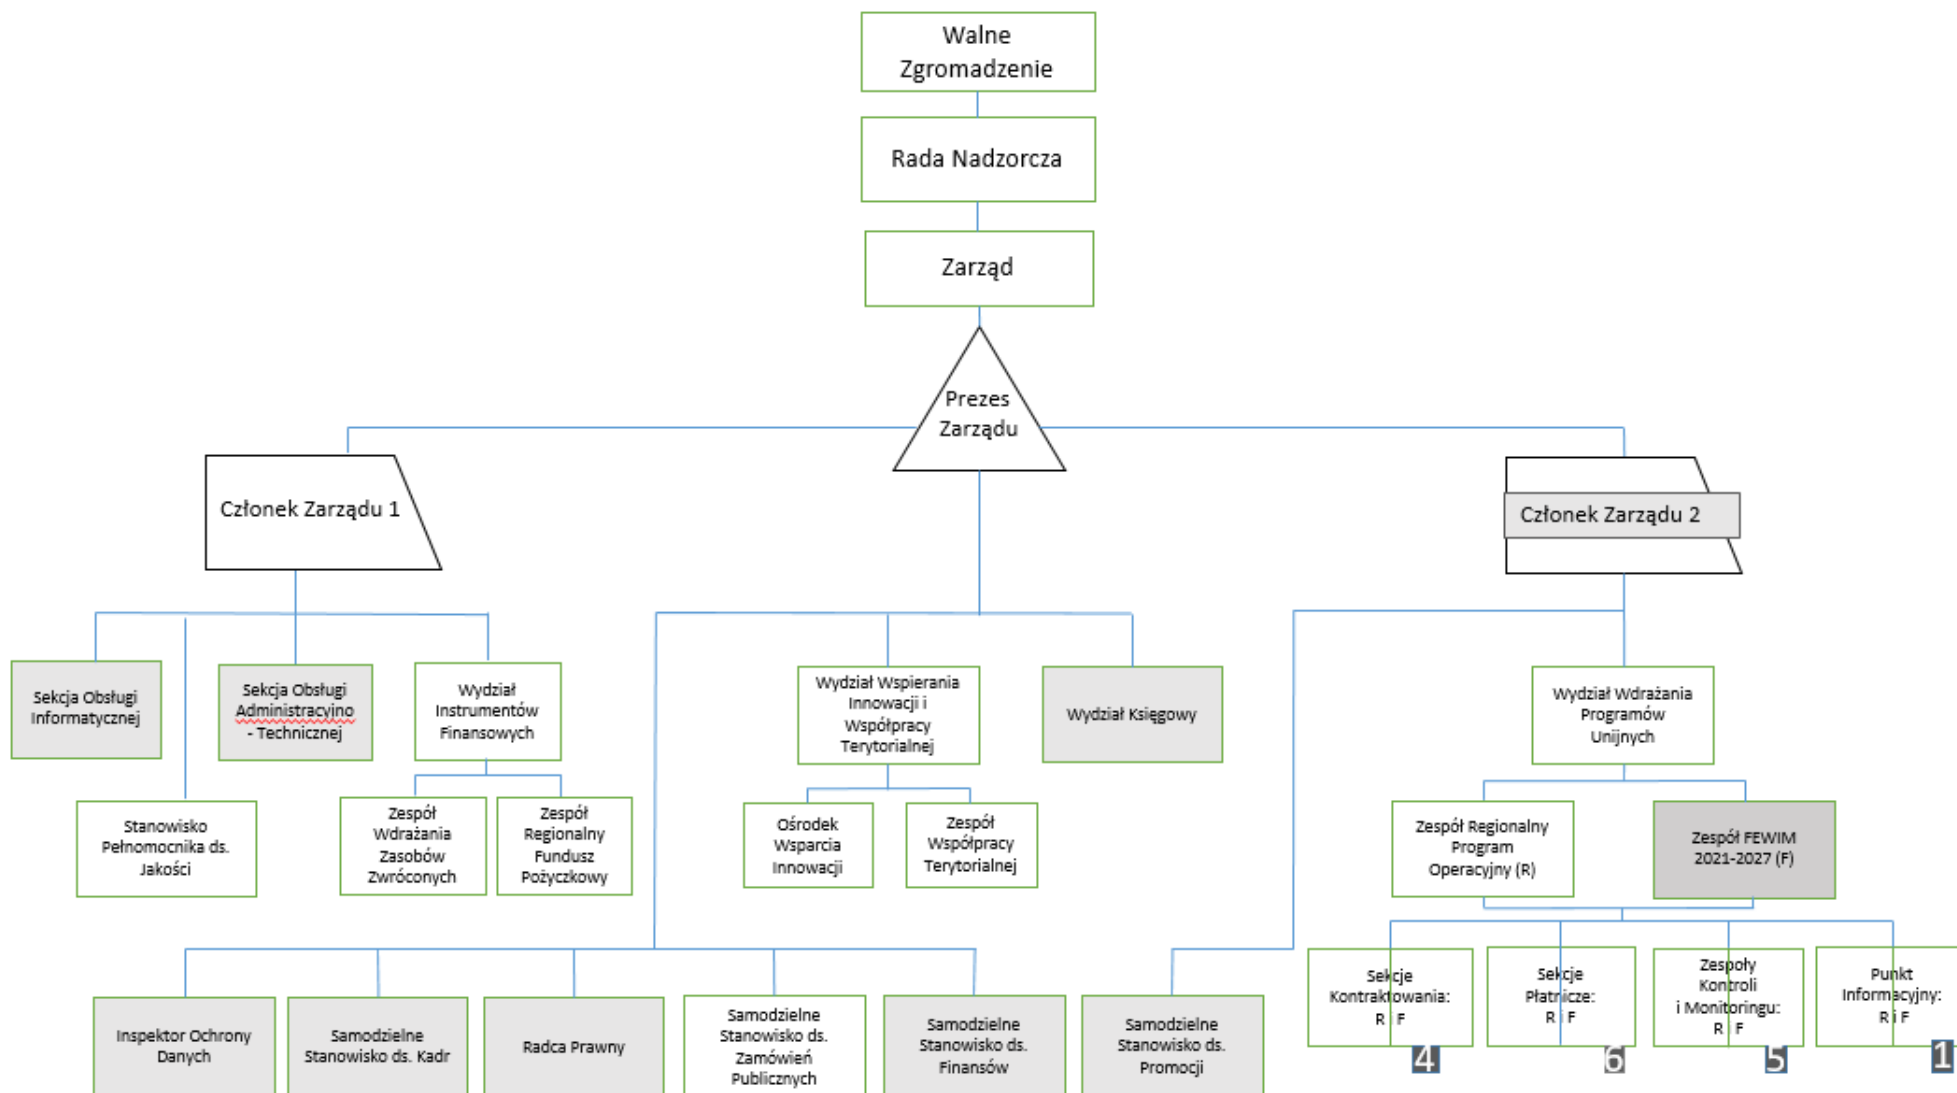 Walne
Zgromadzenie
Rada Nadzorcza
Zarząd
Prezes
Zarządu
Członek Zarządu 1
Członek Zarządu 2
Sekcja Obsługi
Informatycznej
Sekcja Obsługi
Administracyjno
- Technicznej
Wydział
Instrumentów
Finansowych
Wydział Wspierania
Innowacji i
Współpracy
Terytorialnej
Wydział Księgowy
Wydział Wdrażania
Programów
Unijnych
Stanowisko
Pełnomocnika ds.
Jakości
Zespół
Wdrażania
Zasobów
Zwróconych
Zespół
Regionalny
Fundusz
Pożyczkowy
Ośrodek
Wsparcia
Innowacji
Zespół
Współpracy
Terytorialnej
Zespół Regionalny
Program
Operacyjny (R)
Zespół FEWIM
2021-2027 (F)
Inspektor Ochrony
Danych
Samodzielne
Stanowisko ds. Kadr
Radca Prawny
Samodzielne
Stanowisko ds.
Zamówień
Publicznych
Samodzielne
Stanowisko ds.
Finansów
Samodzielne
Stanowisko ds.
Promocji
Sekcje
Kontraktowania:
R i F
4
Sekcje
Płatnicze:
R i F
6
Zespoły
Kontroli
i Monitoringu:
R i F
5
Punkt
Informacyjny:
R i F
1